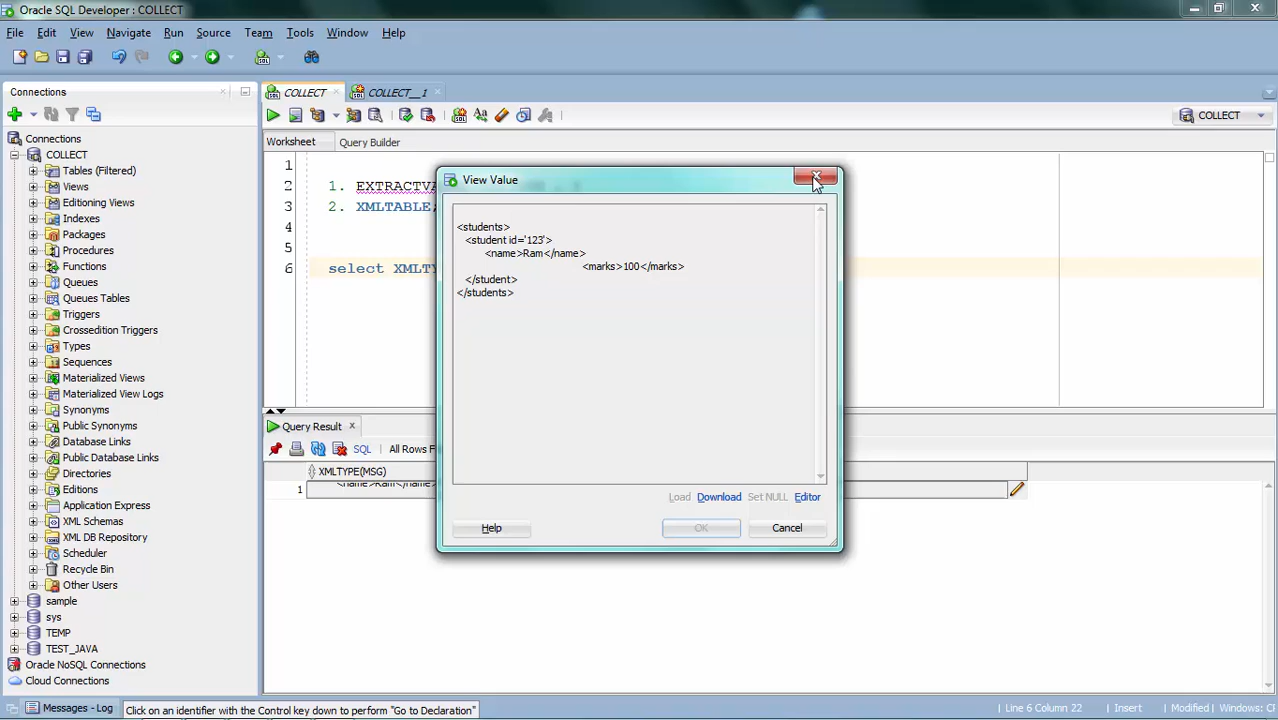 Oracle SQL Developer : COLLECT
File Edit View Navigate Run Source Team Tools Window Help
Connections
COLLECT
COLLECT__1
COLLECT
Worksheet
Query Builder
Connections
COLLECT
Tables (Filtered)
Views
Editioning Views
Indexes
Packages
Procedures
Functions
Queues
Queues Tables
Triggers
Crossedition Triggers
Types
Sequences
Materialized Views
Materialized View Logs
Synonyms
Public Synonyms
Database Links
Public Database Links
Directories
Editions
Application Express
XML Schemas
XML DB Repository
Scheduler
Recycle Bin
Other Users
sample
sys
TEMP
TEST_JAVA
Oracle NoSQL Connections
Cloud Connections
1
2 1. EXTRACTVA
3 2. XMLTABLE;
4
5
6 select XMLTY
View Value
<students>
<student id='123'>
<name>Ram</name>
<marks>100</marks>
</student>
</students>
Load Download Set NULL Editor
Help OK Cancel
Query Result
SQL All Rows F
XMLTYPE(MSG)
1 <name>Ram</name>
Messages - Log
Click on an identifier with the Control key down to perform "Go to Declaration"
Line 6 Column 22 Insert Modified Windows: CF